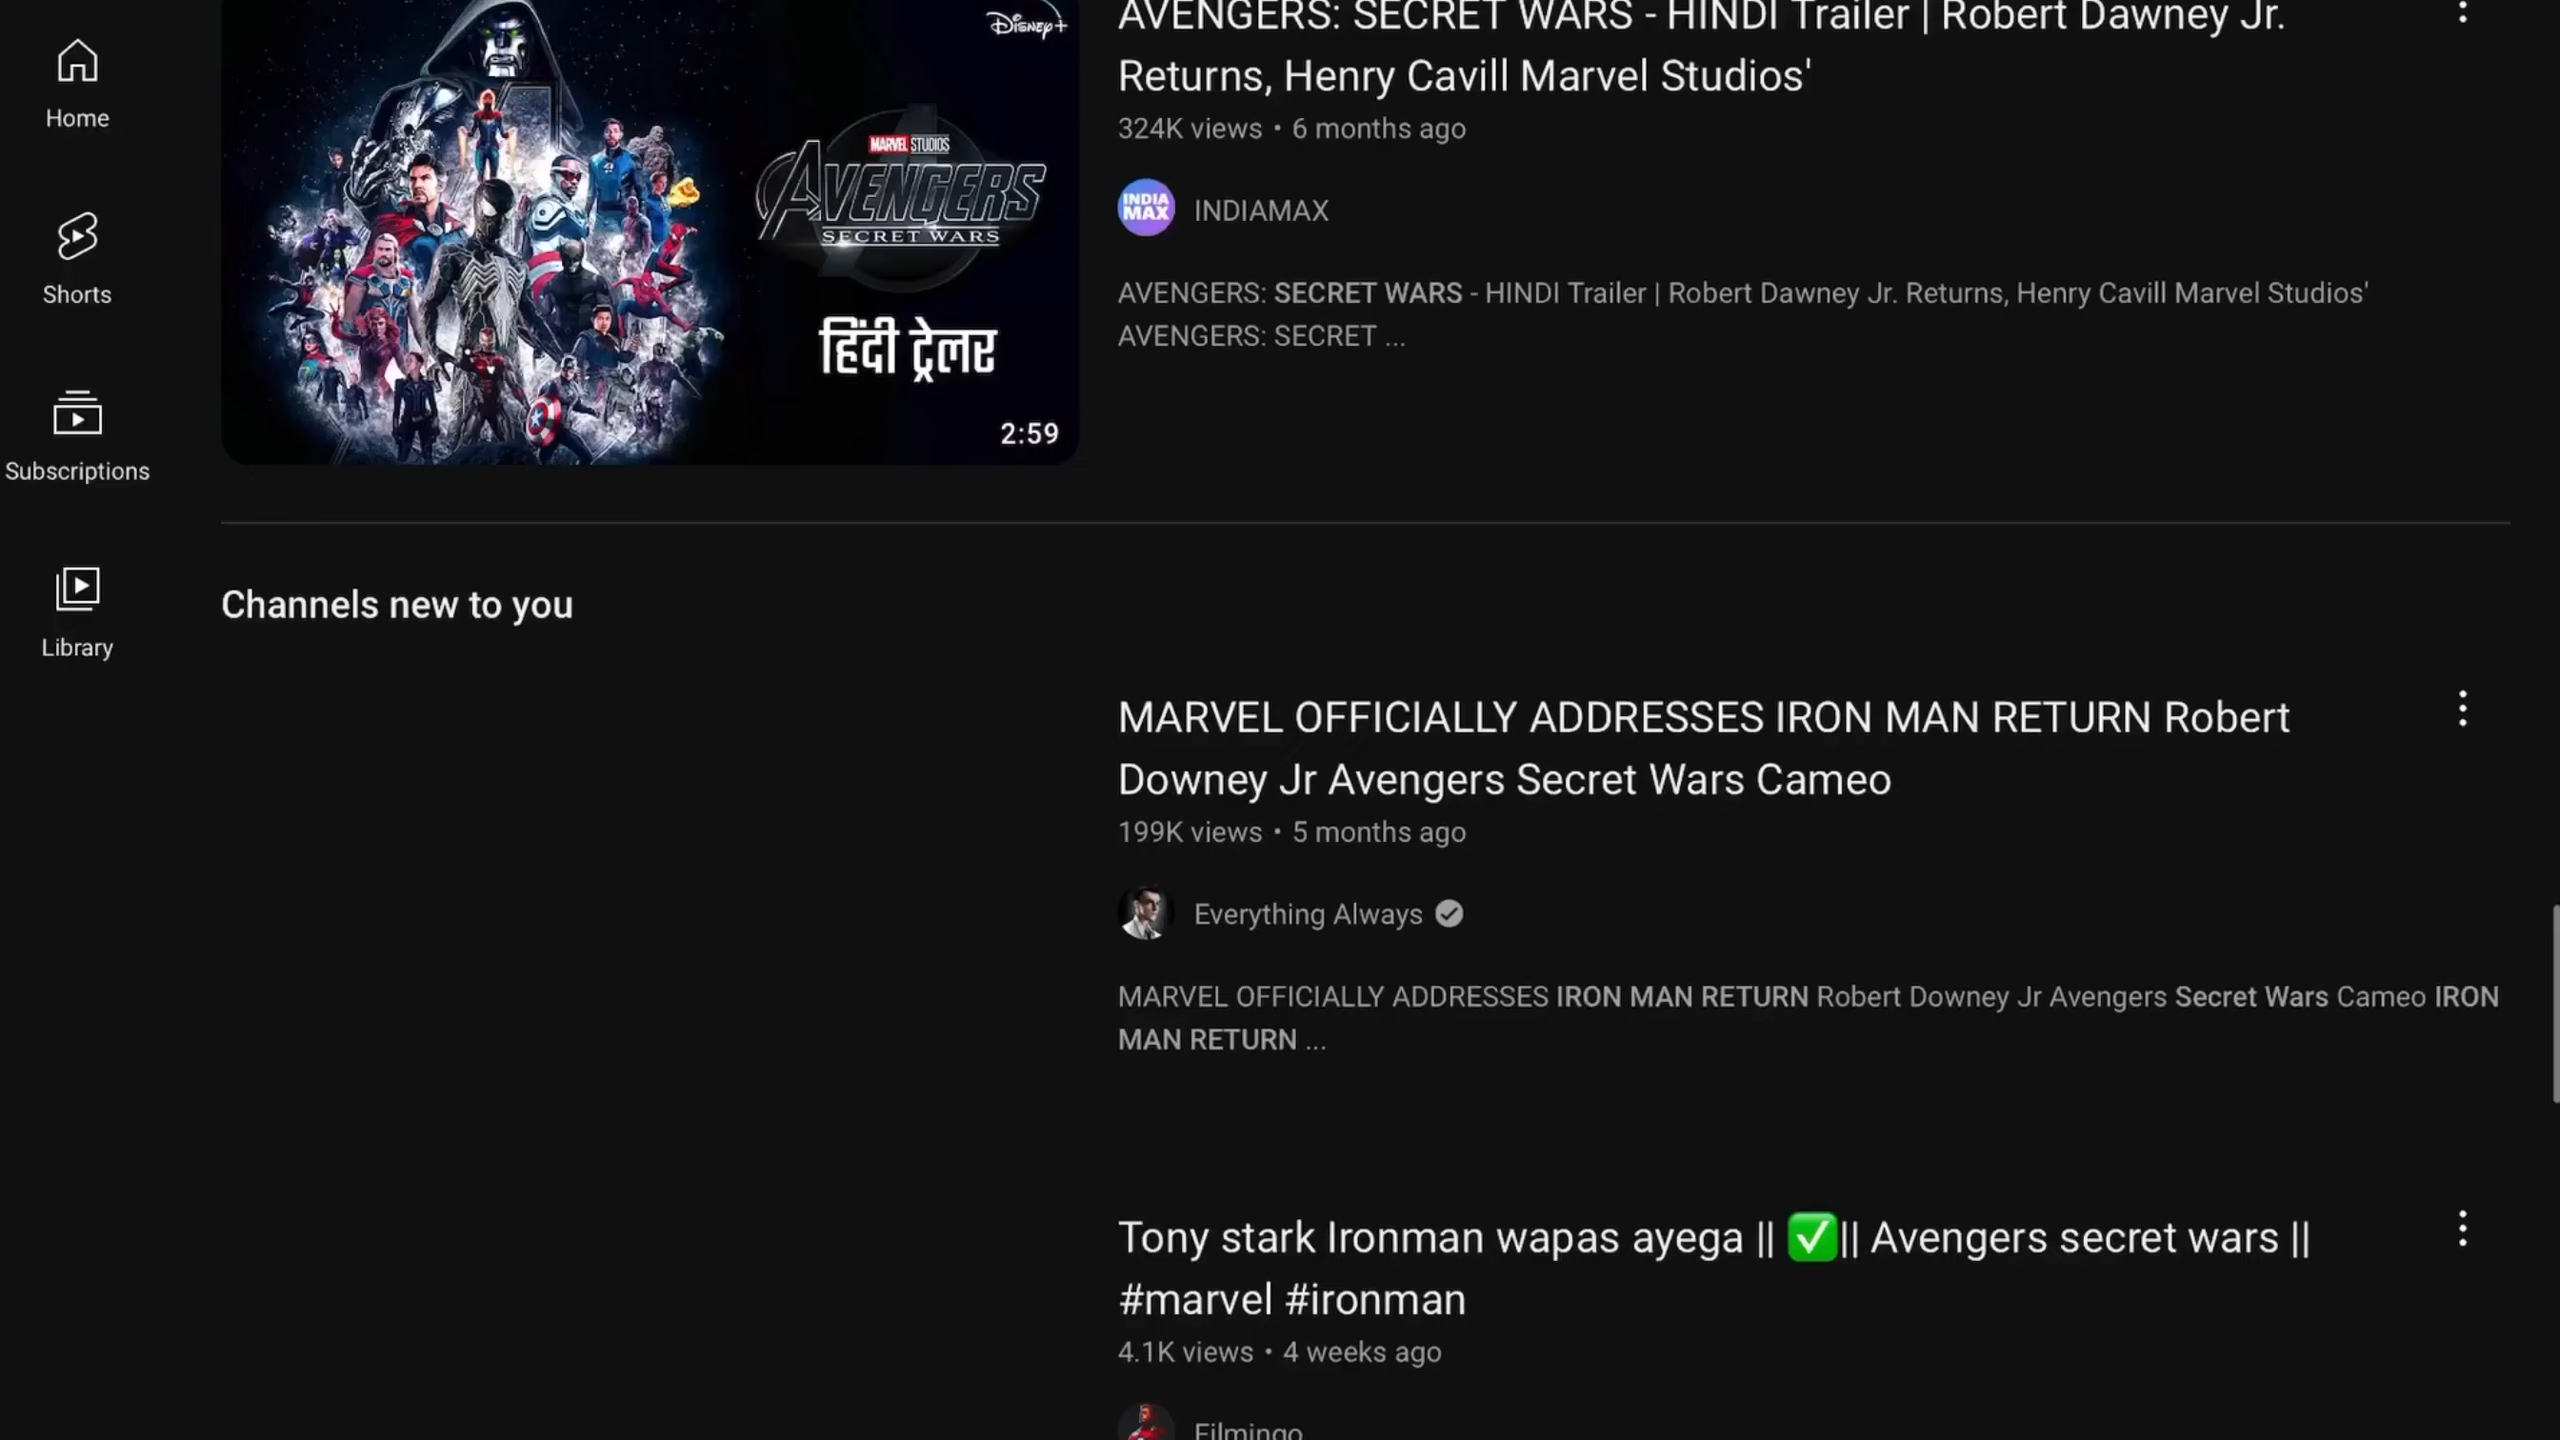 Home
Shorts
Subscriptions
Library
Disney+
MARVEL STUDIOS
AVENGERS
SECRET WARS
हिंदी ट्रेलर
2:59
AVENGERS: SECRET WARS - HINDI Trailer | Robert Dawney Jr.
Returns, Henry Cavill Marvel Studios'
324K views • 6 months ago
INDIA
MAX
INDIAMAX
AVENGERS: SECRET WARS - HINDI Trailer | Robert Dawney Jr. Returns, Henry Cavill Marvel Studios'
AVENGERS: SECRET ...
Channels new to you
MARVEL OFFICIALLY ADDRESSES IRON MAN RETURN Robert
Downey Jr Avengers Secret Wars Cameo
199K views • 5 months ago
Everything Always
MARVEL OFFICIALLY ADDRESSES IRON MAN RETURN Robert Downey Jr Avengers Secret Wars Cameo IRON
MAN RETURN ...
Tony stark Ironman wapas ayega || ✅|| Avengers secret wars ||
#marvel #ironman
4.1K views • 4 weeks ago
Filmingo